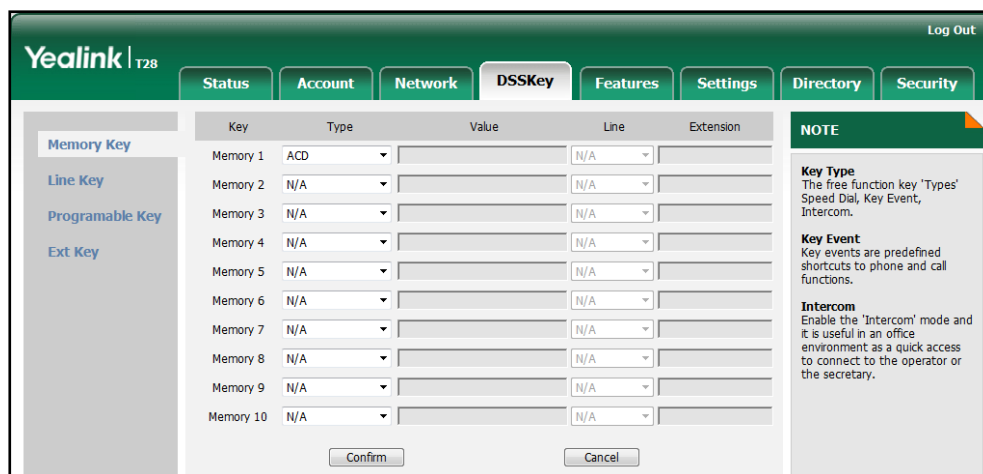 Log Out
Yealink T28
Status Account Network DSSKey Features Settings Directory Security
Memory Key
Line Key
Programable Key
Ext Key
Key Type Value Line Extension
Memory 1 ACD N/A
Memory 2 N/A N/A
Memory 3 N/A N/A
Memory 4 N/A N/A
Memory 5 N/A N/A
Memory 6 N/A N/A
Memory 7 N/A N/A
Memory 8 N/A N/A
Memory 9 N/A N/A
Memory 10 N/A N/A
Confirm Cancel
NOTE
Key Type
The free function key 'Types'
Speed Dial, Key Event,
Intercom.
Key Event
Key events are predefined
shortcuts to phone and call
functions.
Intercom
Enable the 'Intercom' mode and
it is useful in an office
environment as a quick access
to connect to the operator or
the secretary.